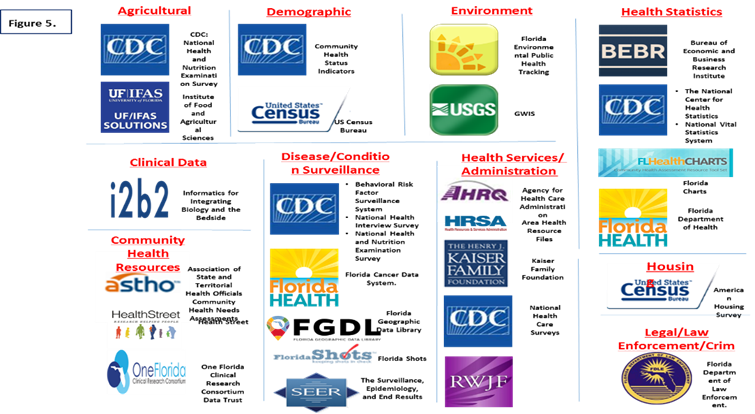 Figure 5.
Agricultural
CDC
CDC:
National
Health
and
Nutrition
Examinati
on Survey
UF|IFAS
UNIVERSITY of FLORIDA
UF/IFAS
SOLUTIONS
Institute
of Food
and
Agricultur
al
Sciences
Demographic
CDC
Community
Health
Status
Indicators
United States
Census
Bureau
US Census
Bureau
Environment
Florida
Environme
ntal Public
Health
Tracking
USGS
GWIS
Health Statistics
BEBR
Bureau of
Economic and
Business
Research
Institute
CDC
• The National
Center for
Health
Statistics
• National Vital
Statistics
System
FLHealthCHARTS
Florida
Charts
Florida
HEALTH
Florida
Department
of Health
Clinical Data
i2b2
Informatics for
Integrating
Biology and the
Bedside
Community
Health
Resources
astho
Association of
State and
Territorial
Health Officials
Community
Health Needs
Assessments
HealthStreet
Health Street
OneFlorida
Clinical Research Consortium
One Florida
Clinical
Research
Consortium
Data Trust
Disease/Conditio
n Surveillance
CDC
• Behavioral Risk
Factor
Surveillance
System
• National Health
Interview Survey
• National Health
and Nutrition
Examination
Survey
Florida
HEALTH
Florida Cancer Data
System.
FGDL
FLORIDA GEOGRAPHIC DATA LIBRARY
Florida
Geographic
Data Library
Florida Shots
Florida Shots
SEER
The Surveillance,
Epidemiology, and
End Results
Health Services/
Administration
AHRQ
Agency for
Health Care
Administrati
on
HRSA
Health Resources & Services Administration
Area Health
Resource
Files
THE HENRY J.
KAISER
FAMILY
FOUNDATION
Kaiser
Family
Foundation
CDC
National
Health
Care
Surveys
RWJF
Housin
g
United States
Census
Bureau
America
n
Housing
Survey
Legal/Law
Enforcement/Crim
FDLE
Florida
Departm
ent of
Law
Enforcem
ent.